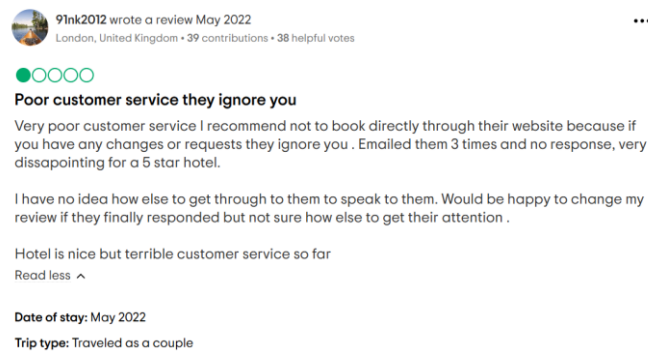 91nk2012 wrote a review May 2022
London, United Kingdom • 39 contributions • 38 helpful votes
Poor customer service they ignore you
Very poor customer service I recommend not to book directly through their website because if
you have any changes or requests they ignore you . Emailed them 3 times and no response, very
dissapointing for a 5 star hotel.
I have no idea how else to get through to them to speak to them. Would be happy to change my
review if they finally responded but not sure how else to get their attention .
Hotel is nice but terrible customer service so far
Read less
Date of stay: May 2022
Trip type: Traveled as a couple